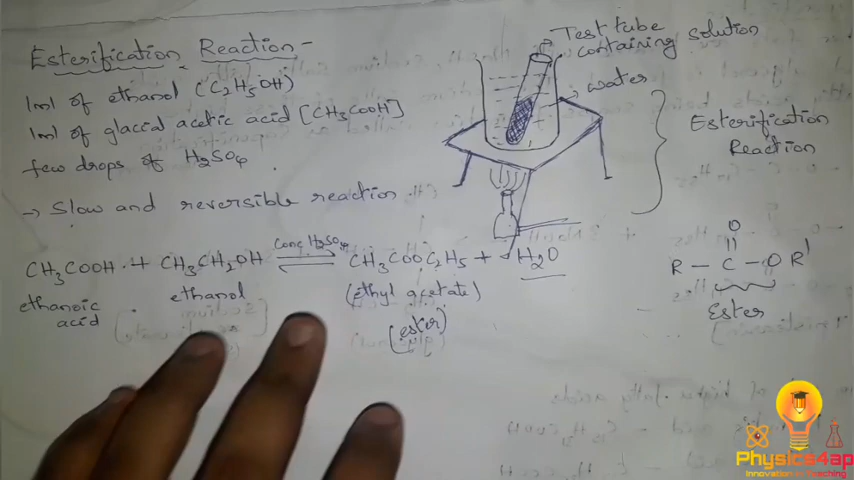 Esterification Reaction -
1ml of ethanol (C2H5OH)
1ml of glacial acetic acid [CH3COOH]
few drops of H2SO4
→ Slow and reversible reaction
Test tube
containing solution
water
Esterification
Reaction
Conc H2SO4
CH3COOH + CH3CH2OH ⇌ CH3COOC2H5 + H2O
ethanoic
acid
ethanol
(ethyl acetate)
(ester)
O
R — C — OR'
Ester
Physics4ap
Innovation in Teaching